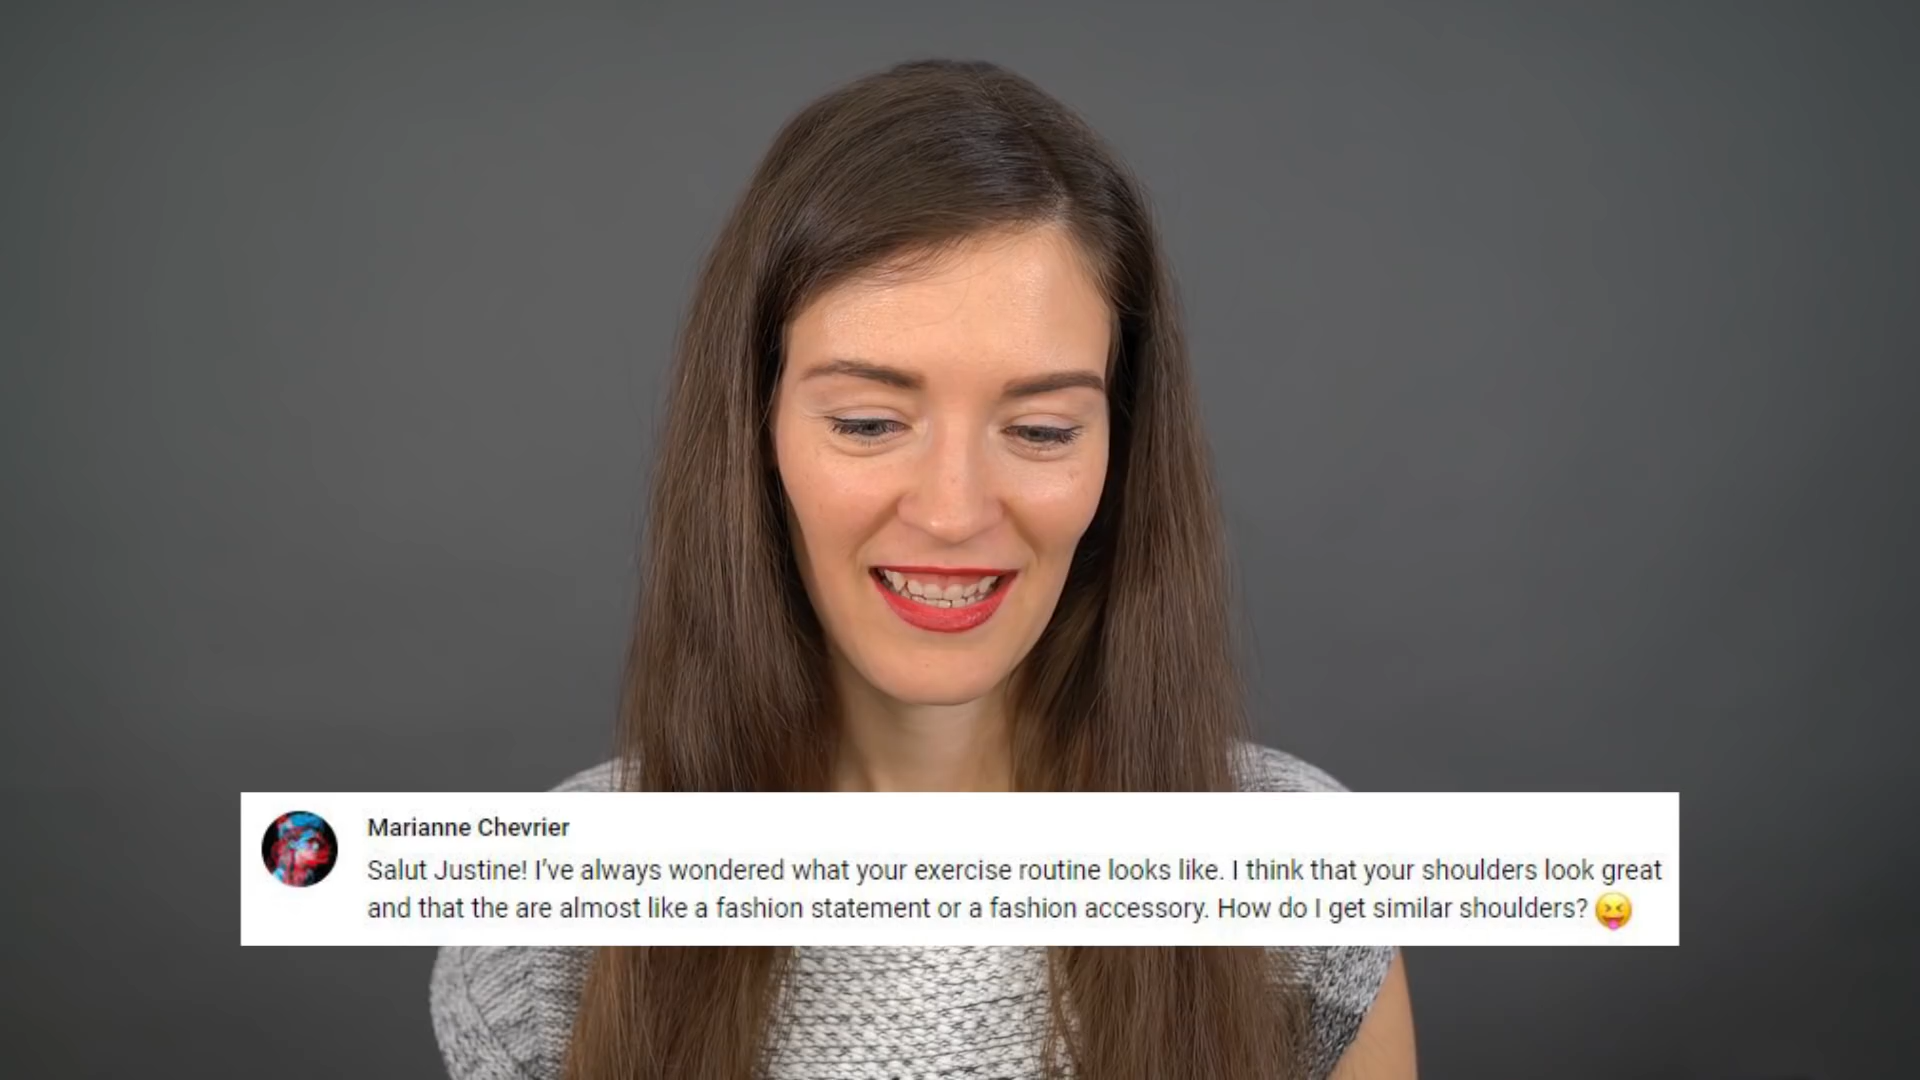 Marianne Chevrier
Salut Justine! I've always wondered what your exercise routine looks like. I think that your shoulders look great
and that the are almost like a fashion statement or a fashion accessory. How do I get similar shoulders? 😝